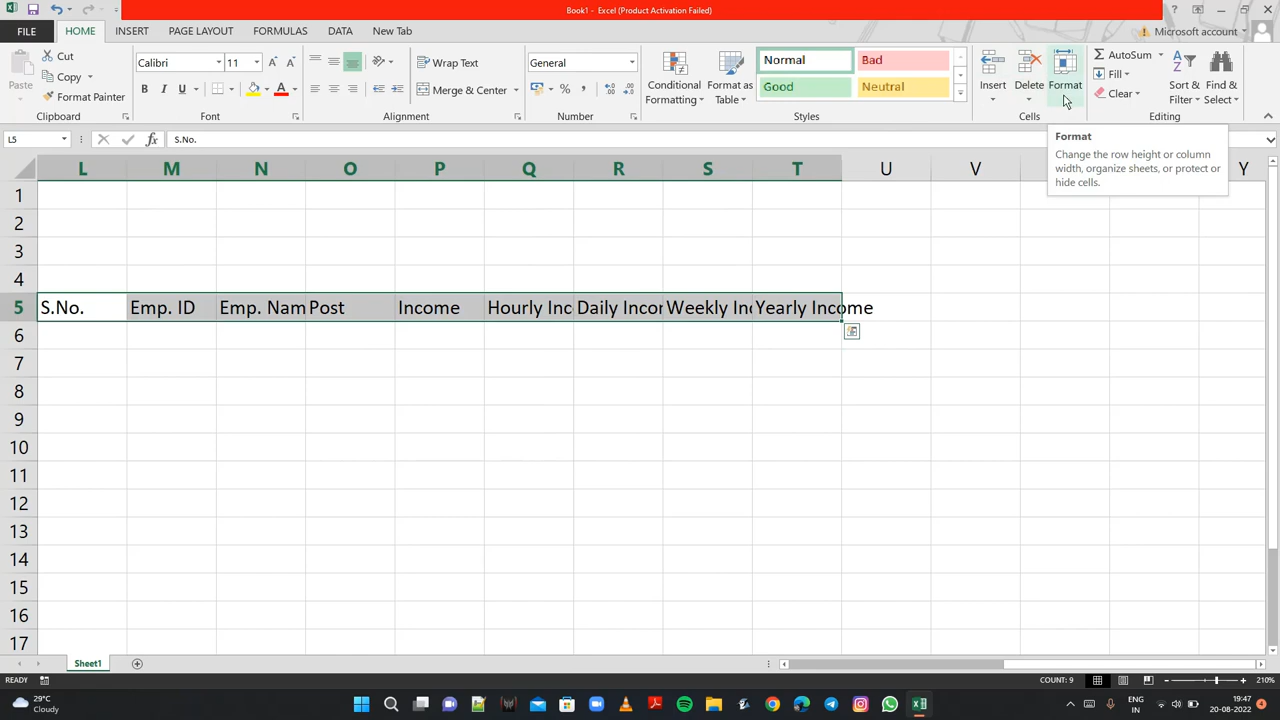 Book1 - Excel (Product Activation Failed)
FILE HOME INSERT PAGE LAYOUT FORMULAS DATA New Tab Microsoft account
Cut
Copy
Format Painter
Paste
Clipboard
Calibri 11
B I U A
Font
Wrap Text
Merge & Center
Alignment
General
%
Number
Conditional Formatting
Format as Table
Normal Bad
Good Neutral
Styles
Insert Delete Format
Cells
AutoSum
Fill
Clear
Sort & Filter
Find & Select
Editing
L5 fx S.No.
Format
Change the row height or column
width, organize sheets, or protect or
hide cells.
L M N O P Q R S T U V Y
1
2
3
4
5 S.No. Emp. ID Emp. Nam Post Income Hourly Inc Daily Incor Weekly Inc Yearly Income
6
7
8
9
10
11
12
13
14
15
16
17
Sheet1
READY COUNT: 9 210%
29°C
Cloudy
ENG
IN
19:47
20-08-2022